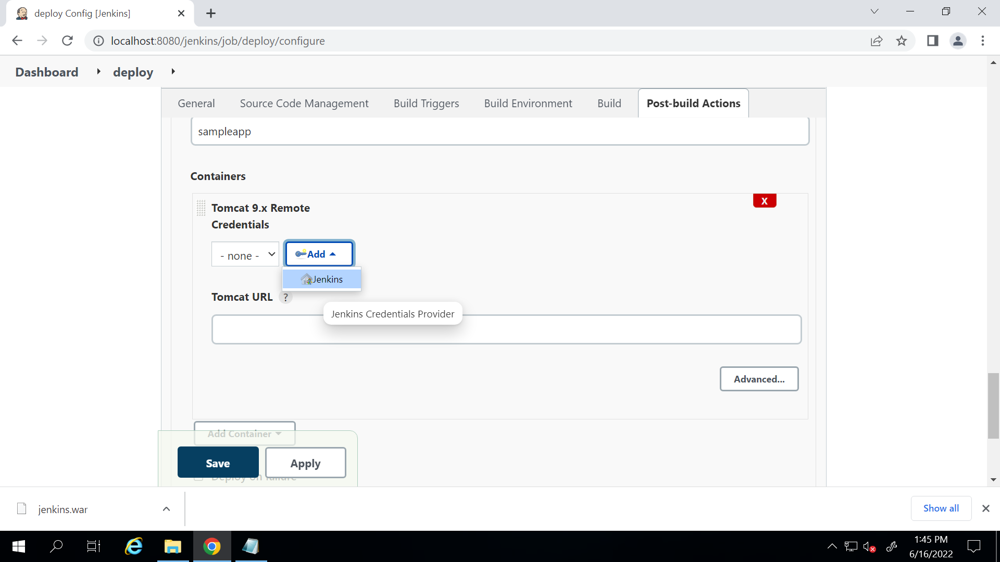 deploy Config [Jenkins]
localhost:8080/jenkins/job/deploy/configure
Dashboard
deploy
General
Source Code Management
Build Triggers
Build Environment
Build
Post-build Actions
sampleapp
Containers
X
Tomcat 9.x Remote
Credentials
- none -
Add
Jenkins
Tomcat URL
?
Jenkins Credentials Provider
Advanced...
Add Container
Save
Apply
Deploy on failure
jenkins.war
Show all
1:45 PM
6/16/2022